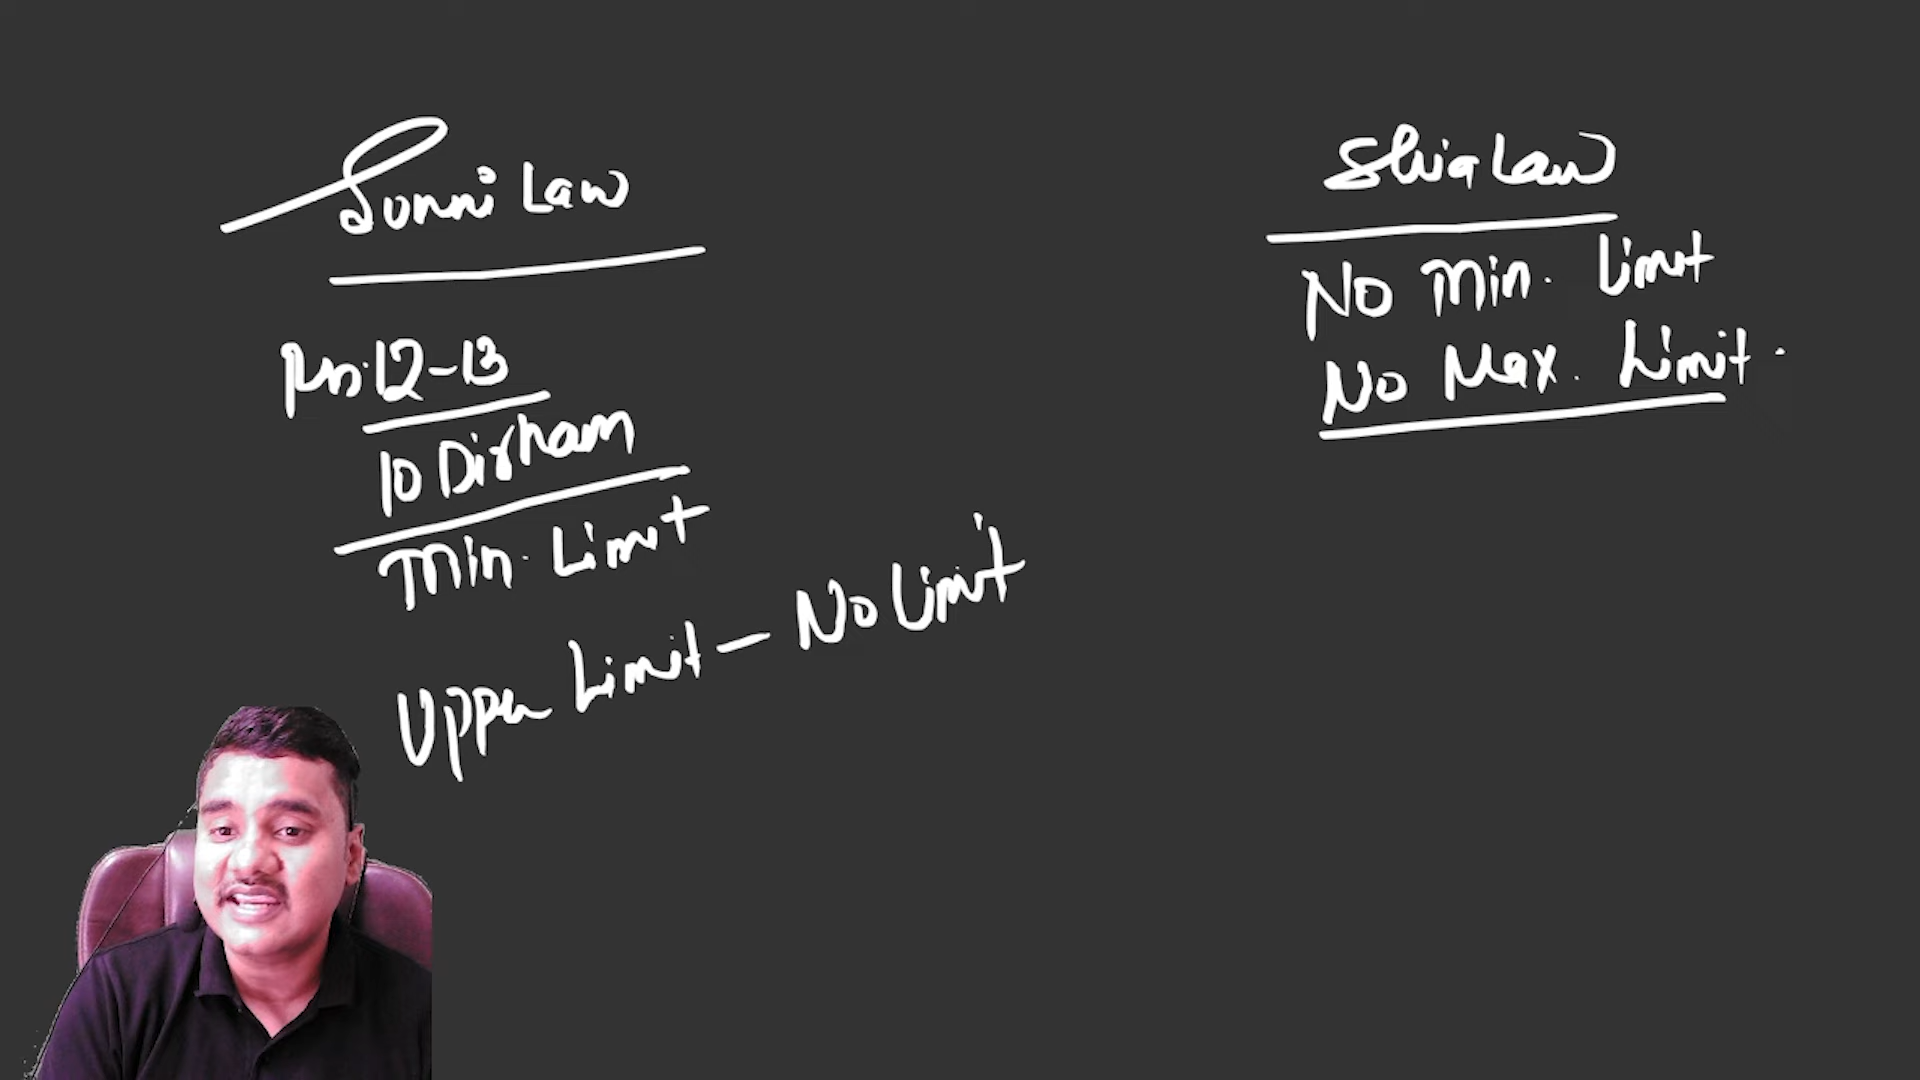 Sunni Law
Rs. 12-13
10 Dirham
Min. Limit
Upper Limit - No Limit
Shia Law
No Min. Limit
No Max. Limit.